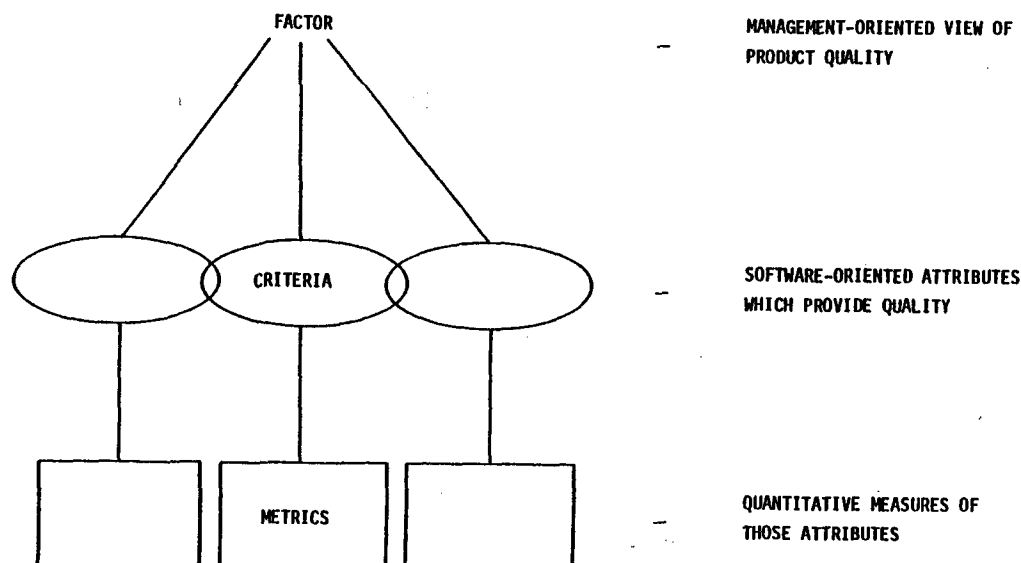 FACTOR
– MANAGEMENT-ORIENTED VIEW OF
PRODUCT QUALITY
CRITERIA
– SOFTWARE-ORIENTED ATTRIBUTES
WHICH PROVIDE QUALITY
METRICS
– QUANTITATIVE MEASURES OF
THOSE ATTRIBUTES